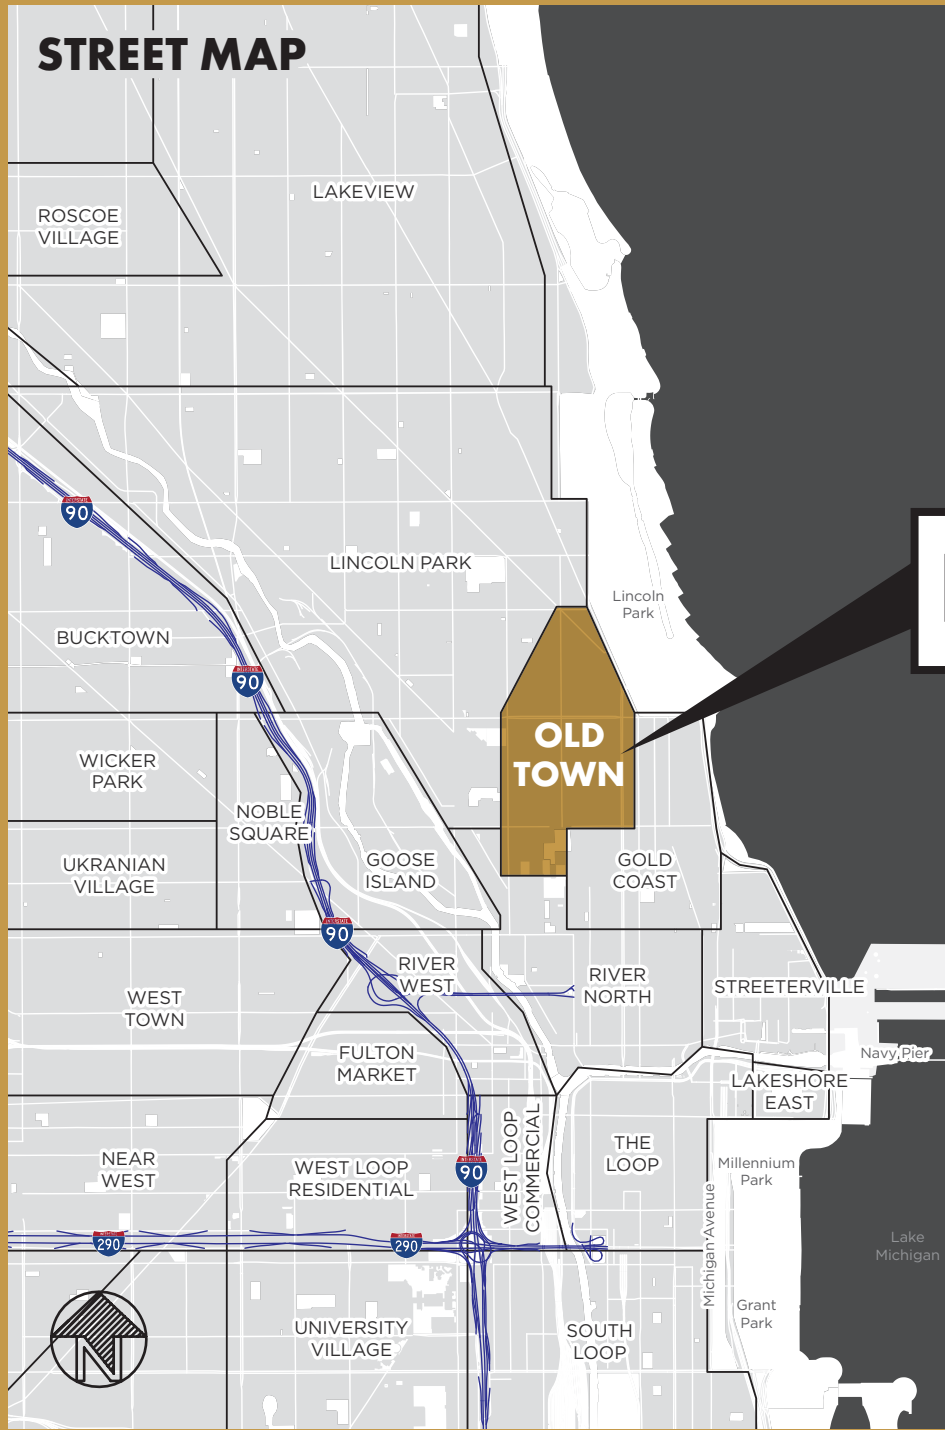 STREET MAP
LAKEVIEW
ROSCOE
VILLAGE
90
LINCOLN PARK
Lincoln
Park
BUCKTOWN
90
OLD
TOWN
WICKER
PARK
NOBLE
SQUARE
UKRANIAN
VILLAGE
GOOSE
ISLAND
GOLD
COAST
INTERSTATE
90
RIVER
WEST
RIVER
NORTH
STREETERVILLE
WEST
TOWN
Navy Pier
FULTON
MARKET
LAKESHORE
EAST
WEST LOOP
COMMERCIAL
THE
LOOP
NEAR
WEST
WEST LOOP
RESIDENTIAL
90
Millennium
Park
Michigan Avenue
Lake
Michigan
290
290
Grant
Park
UNIVERSITY
VILLAGE
SOUTH
LOOP
N